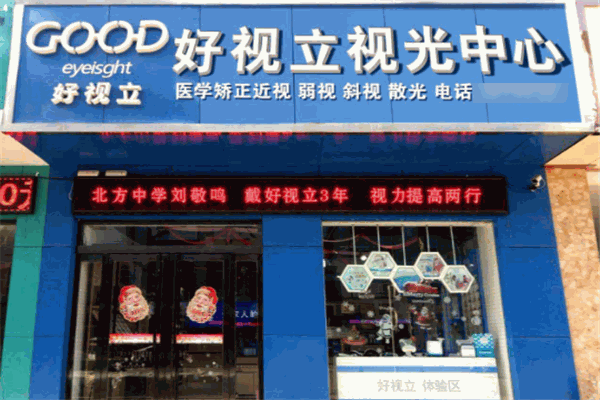 GOOD
eyeisght
好视立
好视立视光中心
医学矫正近视 弱视 斜视 散光 电话
北方中学刘敬鸣 戴好视立3年 视力提高两行
好视立 体验区